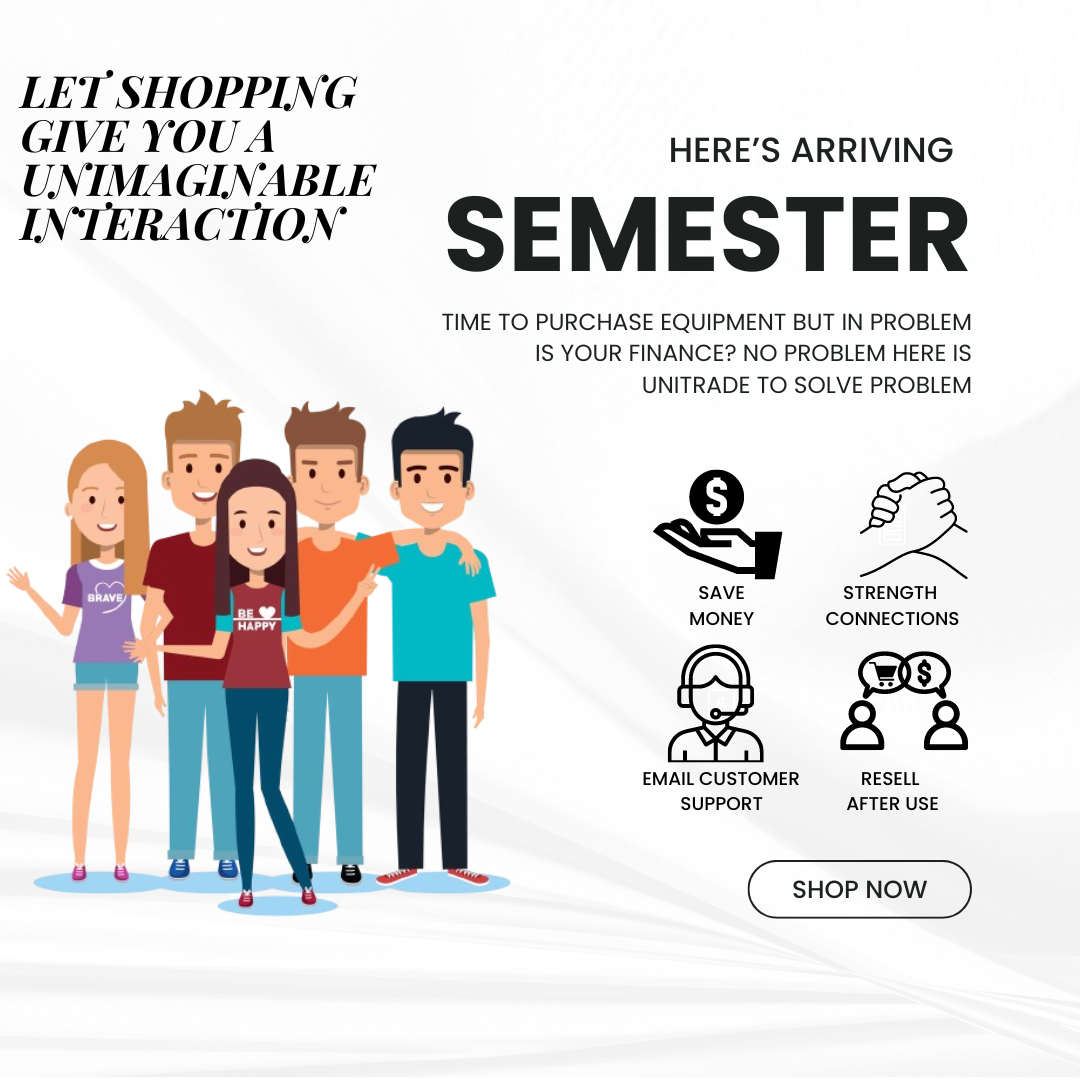 LET SHOPPING
GIVE YOU A
UNIMAGINABLE
INTERACTION
HERE'S ARRIVING
SEMESTER
TIME TO PURCHASE EQUIPMENT BUT IN PROBLEM
IS YOUR FINANCE? NO PROBLEM HERE IS
UNITRADE TO SOLVE PROBLEM
BRAVE
BE
HAPPY
$
SAVE
MONEY
STRENGTH
CONNECTIONS
$
EMAIL CUSTOMER
SUPPORT
RESELL
AFTER USE
SHOP NOW